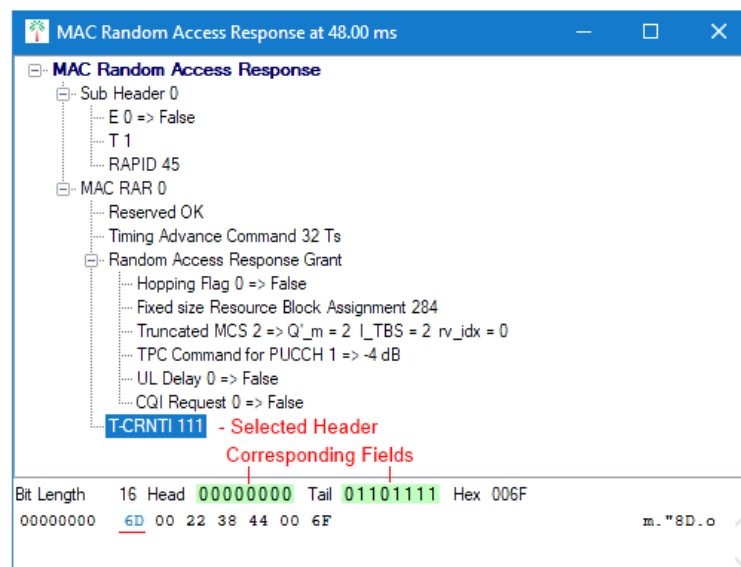 MAC Random Access Response at 48.00 ms
MAC Random Access Response
Sub Header 0
E 0 => False
T 1
RAPID 45
MAC RAR 0
Reserved OK
Timing Advance Command 32 Ts
Random Access Response Grant
Hopping Flag 0 => False
Fixed size Resource Block Assignment 284
Truncated MCS 2 => Q'_m = 2 I_TBS = 2 rv_idx = 0
TPC Command for PUCCH 1 => -4 dB
UL Delay 0 => False
CQI Request 0 => False
T-CRNTI 111 - Selected Header
Corresponding Fields
Bit Length 16 Head 00000000 Tail 01101111 Hex 006F
00000000 6D 00 22 38 44 00 6F m."8D.o